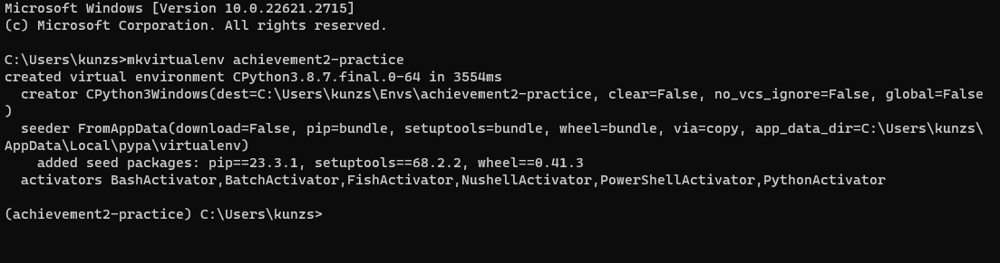 Microsoft Windows [Version 10.0.22621.2715]
(c) Microsoft Corporation. All rights reserved.
C:\Users\kunzs>mkvirtualenv achievement2-practice
created virtual environment CPython3.8.7.final.0-64 in 3554ms
  creator CPython3Windows(dest=C:\Users\kunzs\Envs\achievement2-practice, clear=False, no_vcs_ignore=False, global=False
)
  seeder FromAppData(download=False, pip=bundle, setuptools=bundle, wheel=bundle, via=copy, app_data_dir=C:\Users\kunzs\
AppData\Local\pypa\virtualenv)
    added seed packages: pip==23.3.1, setuptools==68.2.2, wheel==0.41.3
  activators BashActivator,BatchActivator,FishActivator,NushellActivator,PowerShellActivator,PythonActivator
(achievement2-practice) C:\Users\kunzs>